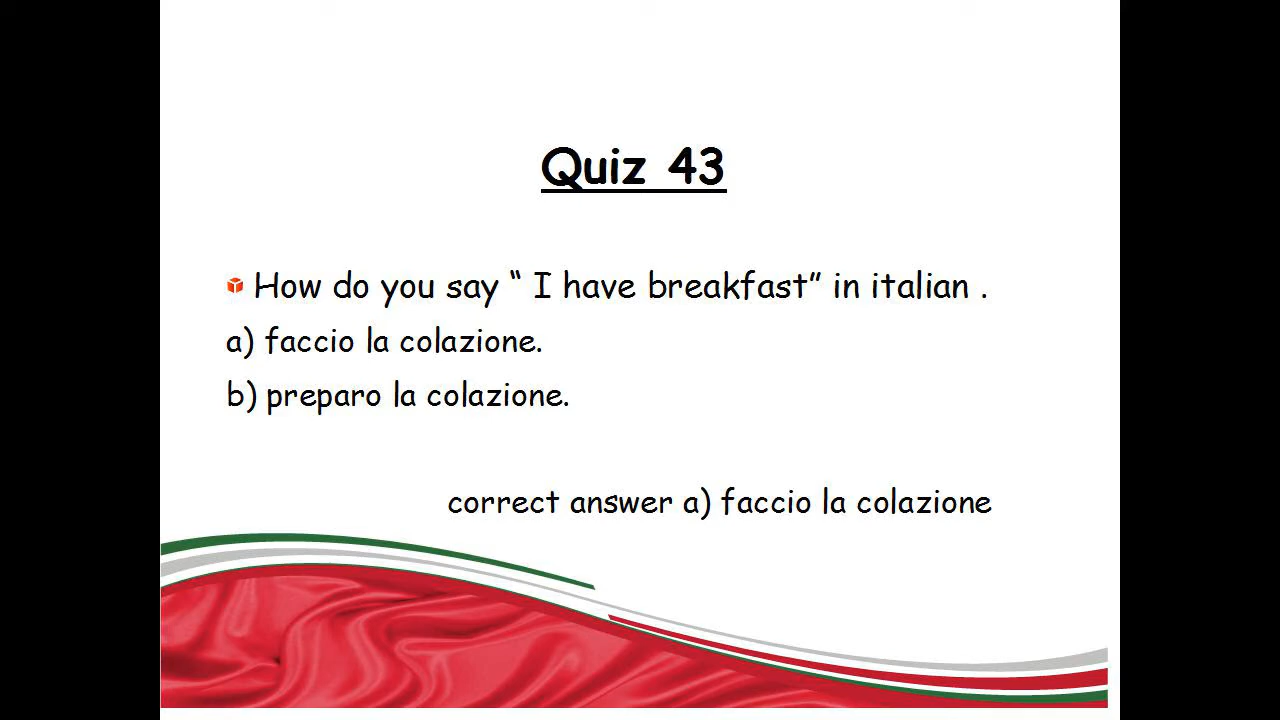 Quiz 43
How do you say “ I have breakfast” in italian .
a) faccio la colazione.
b) preparo la colazione.
correct answer a) faccio la colazione